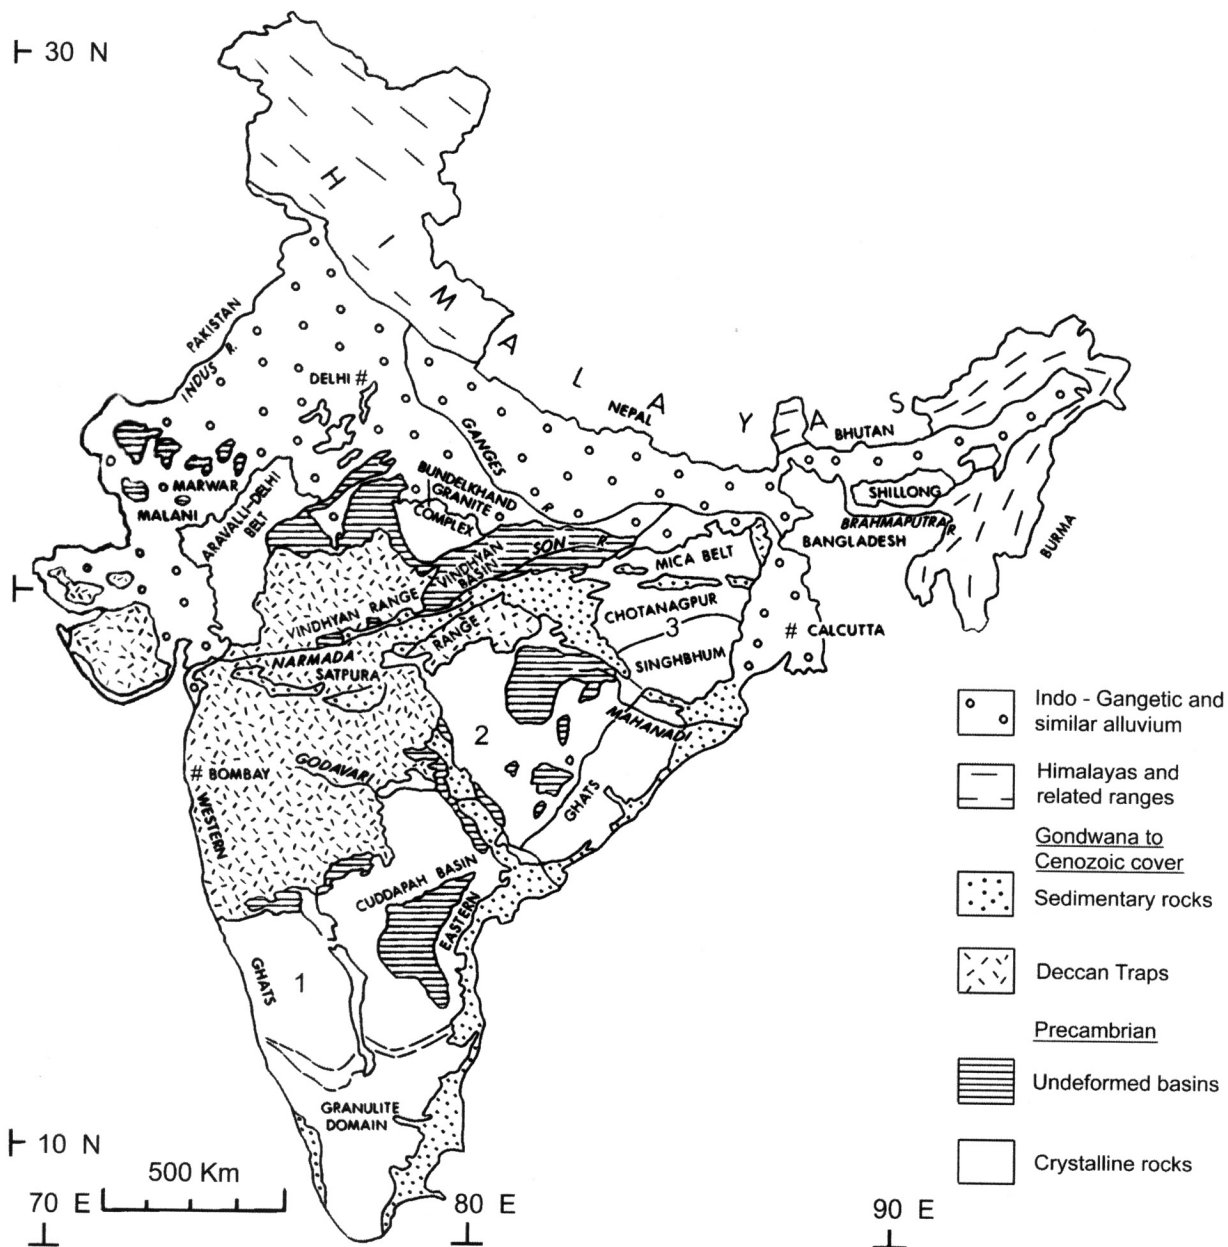 30 N
H
I
M
A
L
A
Y
A
S
PAKISTAN
INDUS R.
DELHI #
NEPAL
BHUTAN
GANGES
R
MARWAR
MALANI
ARAVALLI-DELHI
BELT
BUNDELKHAND
GRANITE
COMPLEX
SHILLONG
BRAHMAPUTRA R.
BANGLADESH
BURMA
VINDHYAN
BASIN
SON R.
MICA BELT
VINDHYAN RANGE
CHOTANAGPUR
3
# CALCUTTA
SINGHBHUM
NARMADA
SATPURA
RANGE
MAHANADI
2
# BOMBAY
GODAVARI
WESTERN
GHATS
GHATS
CUDDAPAH BASIN
EASTERN
1
GRANULITE
DOMAIN
10 N
500 Km
70 E
80 E
90 E
Indo - Gangetic and
similar alluvium
Himalayas and
related ranges
Gondwana to
Cenozoic cover
Sedimentary rocks
Deccan Traps
Precambrian
Undeformed basins
Crystalline rocks